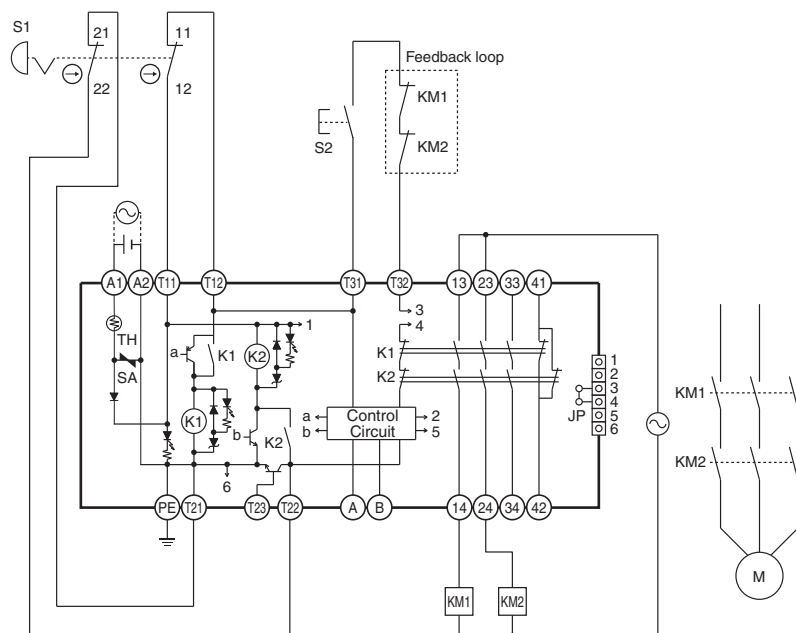 S1
21
11
22
12
Feedback loop
KM1
S2
KM2
A1
A2
T11
T12
T31
T32
13
23
33
41
1
3
4
TH
a
K1
K2
K1
SA
K2
K1
b
K2
a
b
Control
Circuit
2
5
6
JP
1
2
3
4
5
6
KM1
KM2
PE
T21
T23
T22
A
B
14
24
34
42
KM1
KM2
M